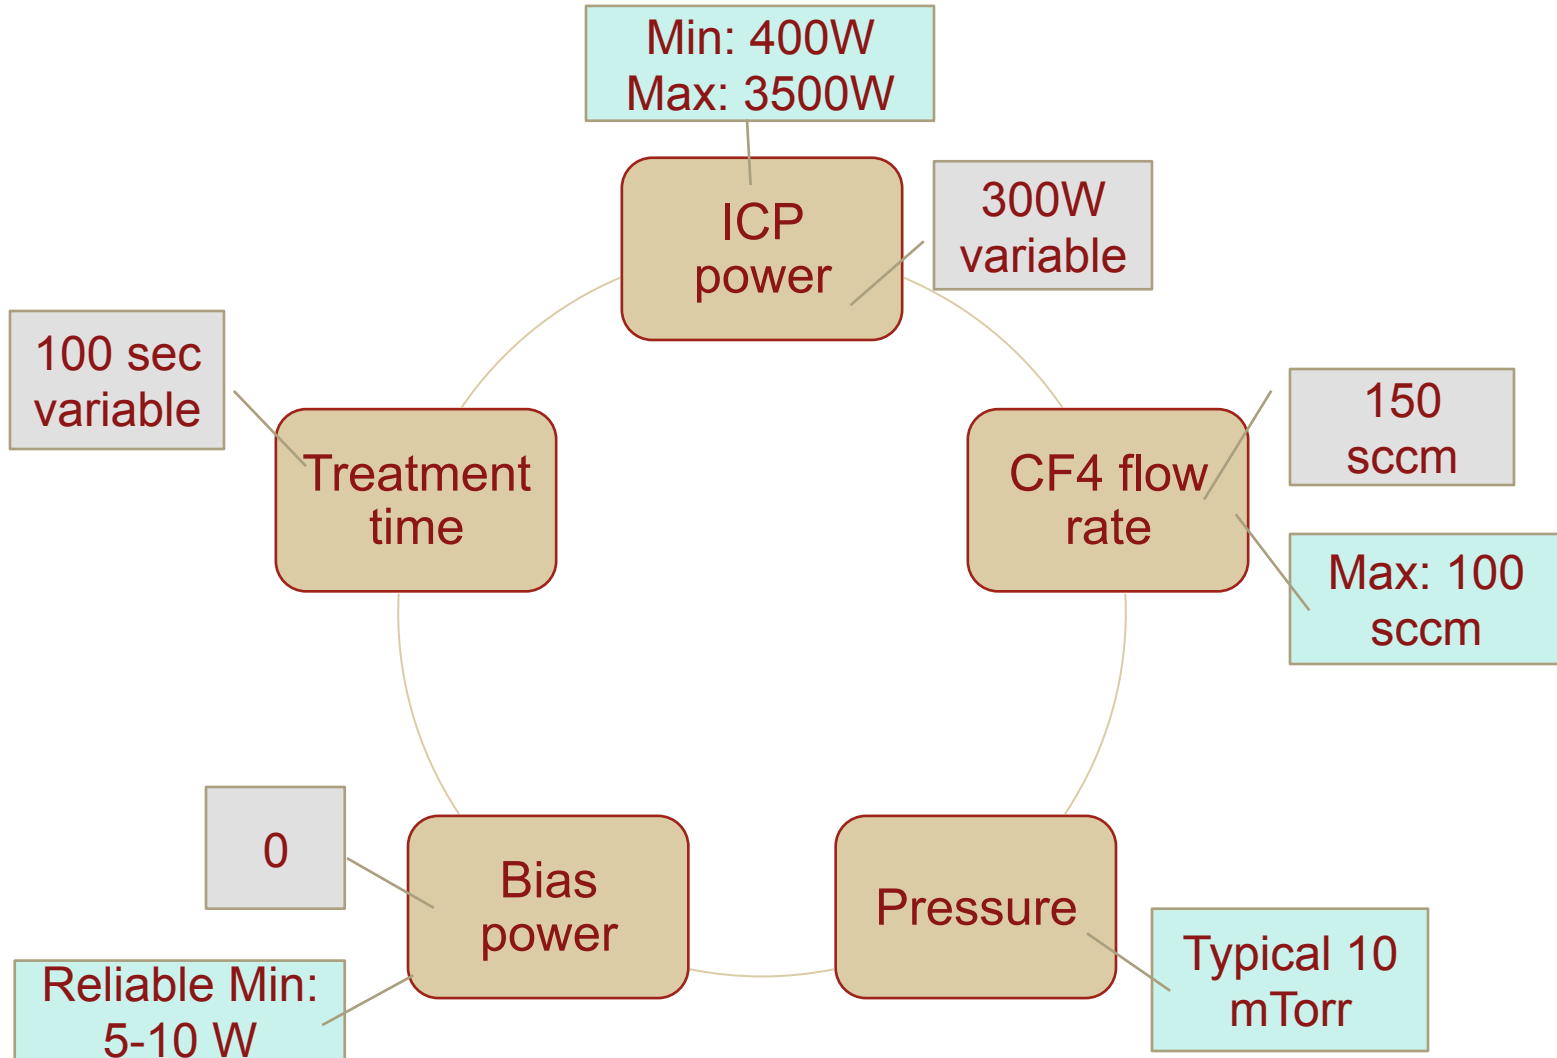 Min: 400W
Max: 3500W
ICP
power
300W
variable
100 sec
variable
Treatment
time
CF4 flow
rate
150
sccm
Max: 100
sccm
0
Bias
power
Pressure
Reliable Min:
5-10 W
Typical 10
mTorr